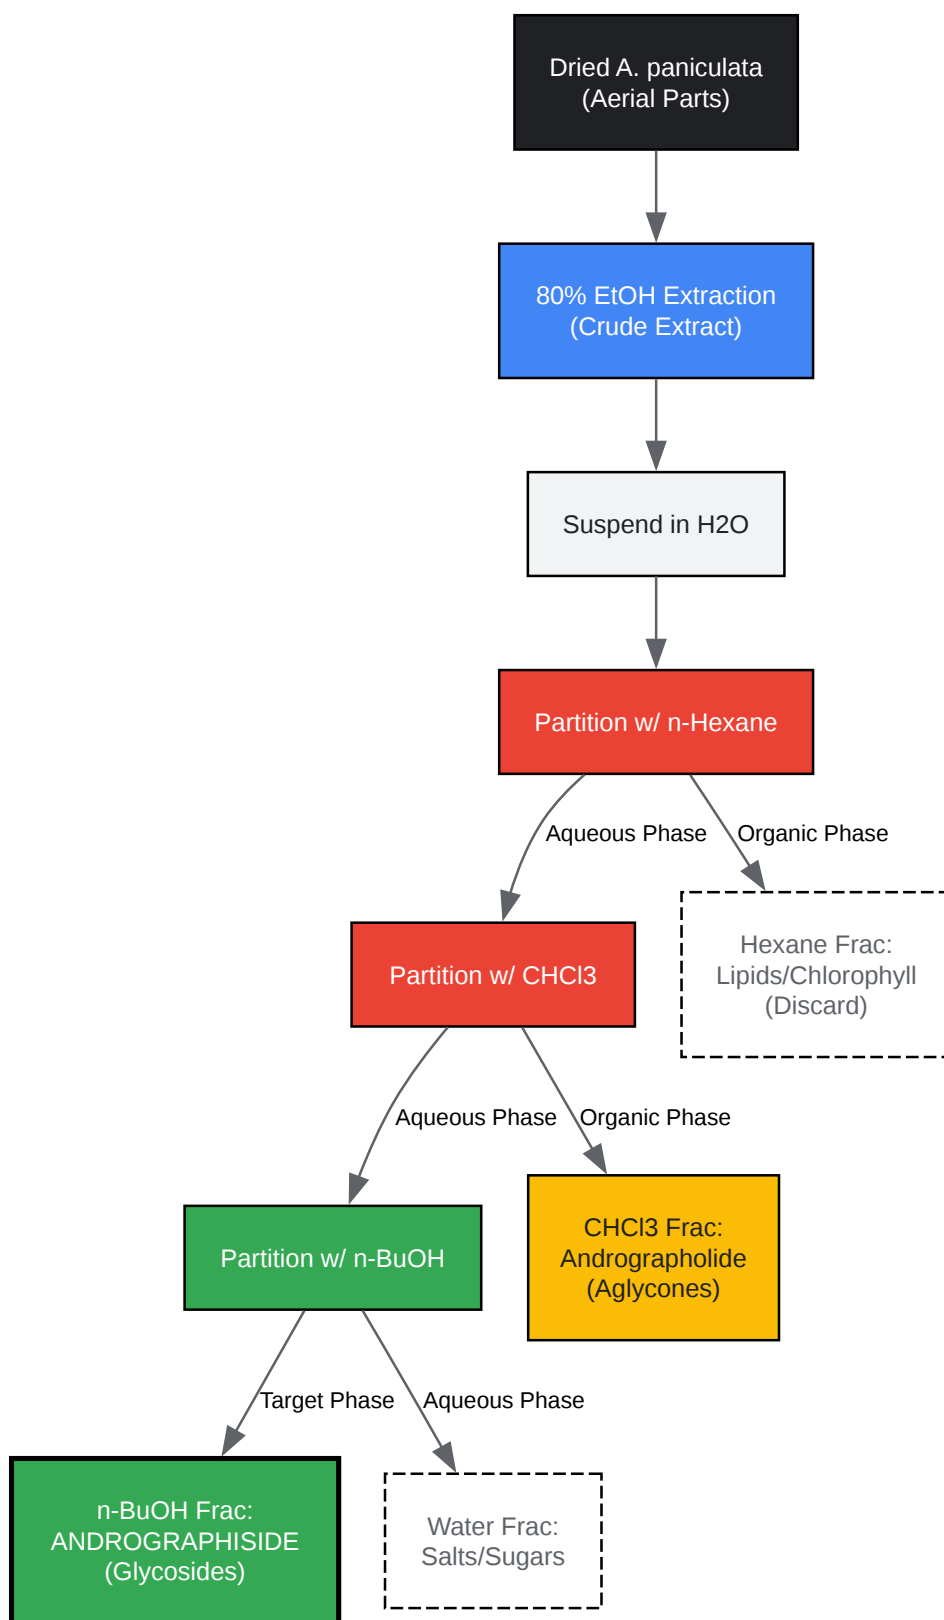 Dried A. paniculata
(Aerial Parts)
80% EtOH Extraction
(Crude Extract)
Suspend in H2O
Partition w/ n-Hexane
Aqueous Phase
Organic Phase
Hexane Frac:
Lipids/Chlorophyll
(Discard)
Partition w/ CHCl3
Aqueous Phase
Organic Phase
CHCl3 Frac:
Andrographolide
(Aglycones)
Partition w/ n-BuOH
Target Phase
Aqueous Phase
n-BuOH Frac:
ANDROGRAPHISIDE
(Glycosides)
Water Frac:
Salts/Sugars